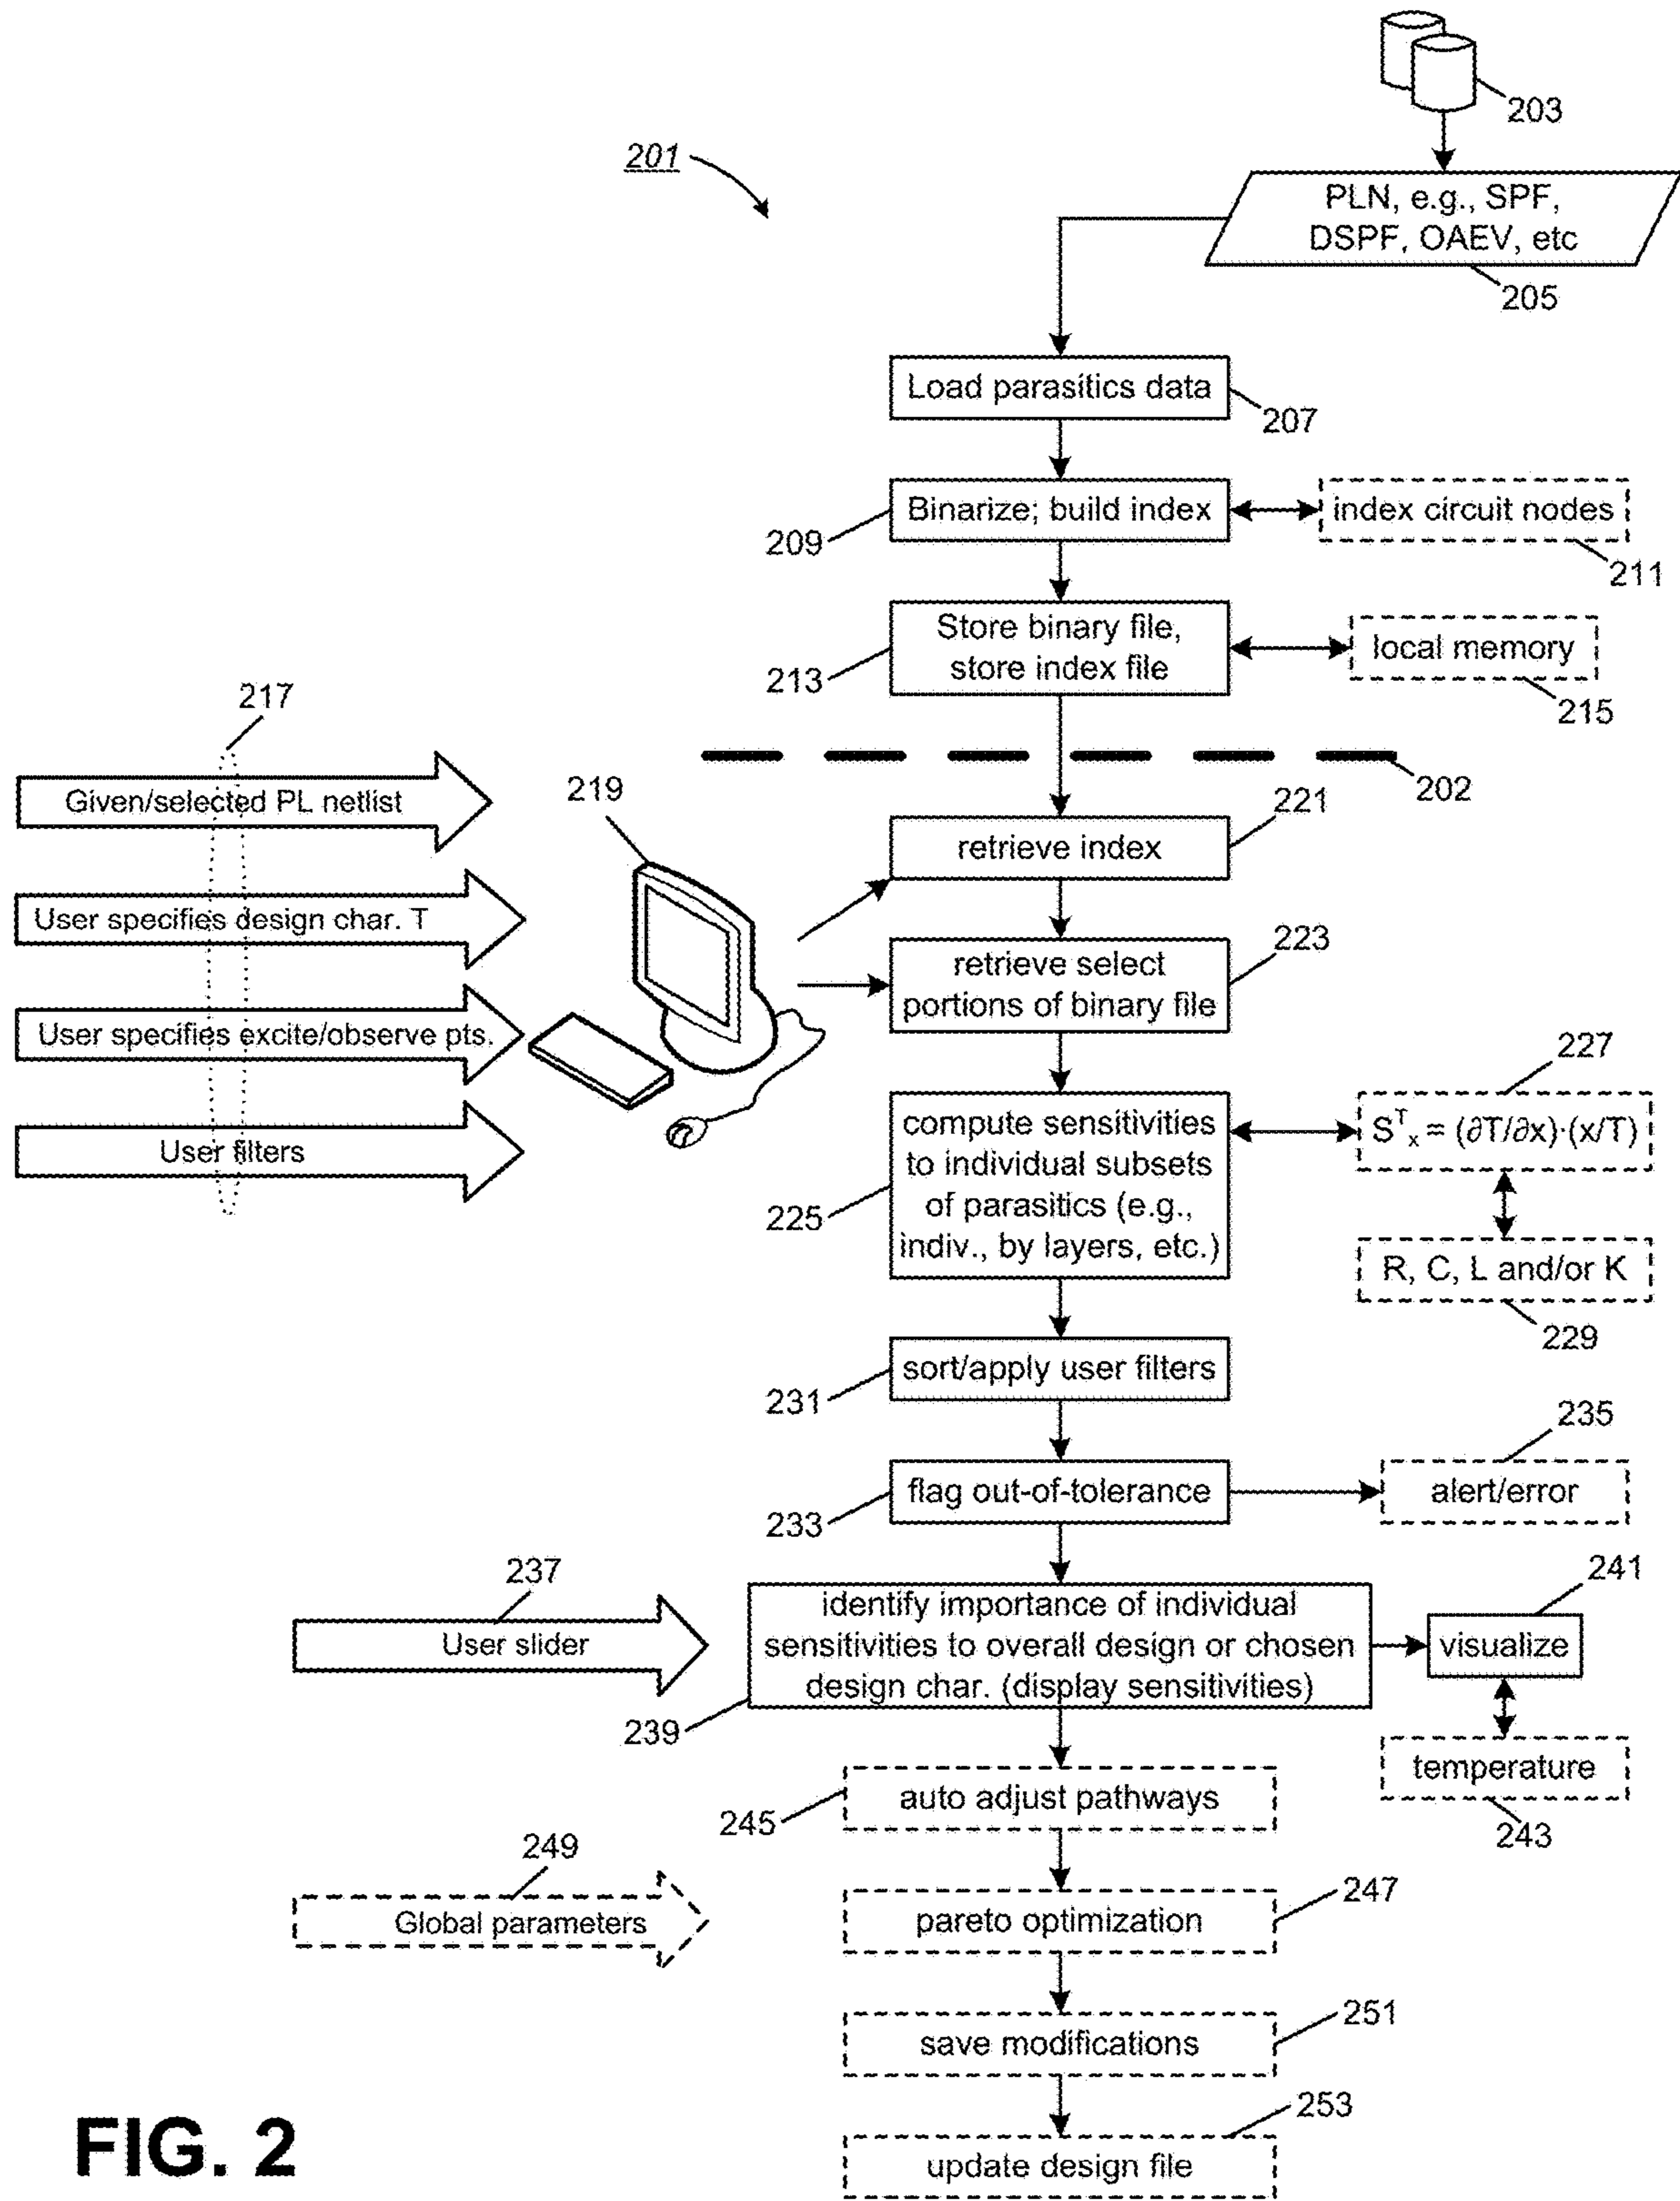 203
201
PLN, e.g., SPF,
DSPF, OAEV, etc
205
Load parasitics data
207
Binarize; build index
209
index circuit nodes
211
Store binary file,
store index file
213
local memory
215
217
202
Given/selected PL netlist
219
221
retrieve index
User specifies design char. T
223
retrieve select
portions of binary file
User specifies excite/observe pts.
227
compute sensitivities
to individual subsets
of parasitics (e.g.,
indiv., by layers, etc.)
225
S^T_x = (∂T/∂x)·(x/T)
User filters
R, C, L and/or K
229
sort/apply user filters
231
235
flag out-of-tolerance
233
alert/error
237
241
User slider
identify importance of individual
sensitivities to overall design or chosen
design char. (display sensitivities)
239
visualize
temperature
243
auto adjust pathways
245
249
Global parameters
247
pareto optimization
251
save modifications
253
update design file
FIG. 2